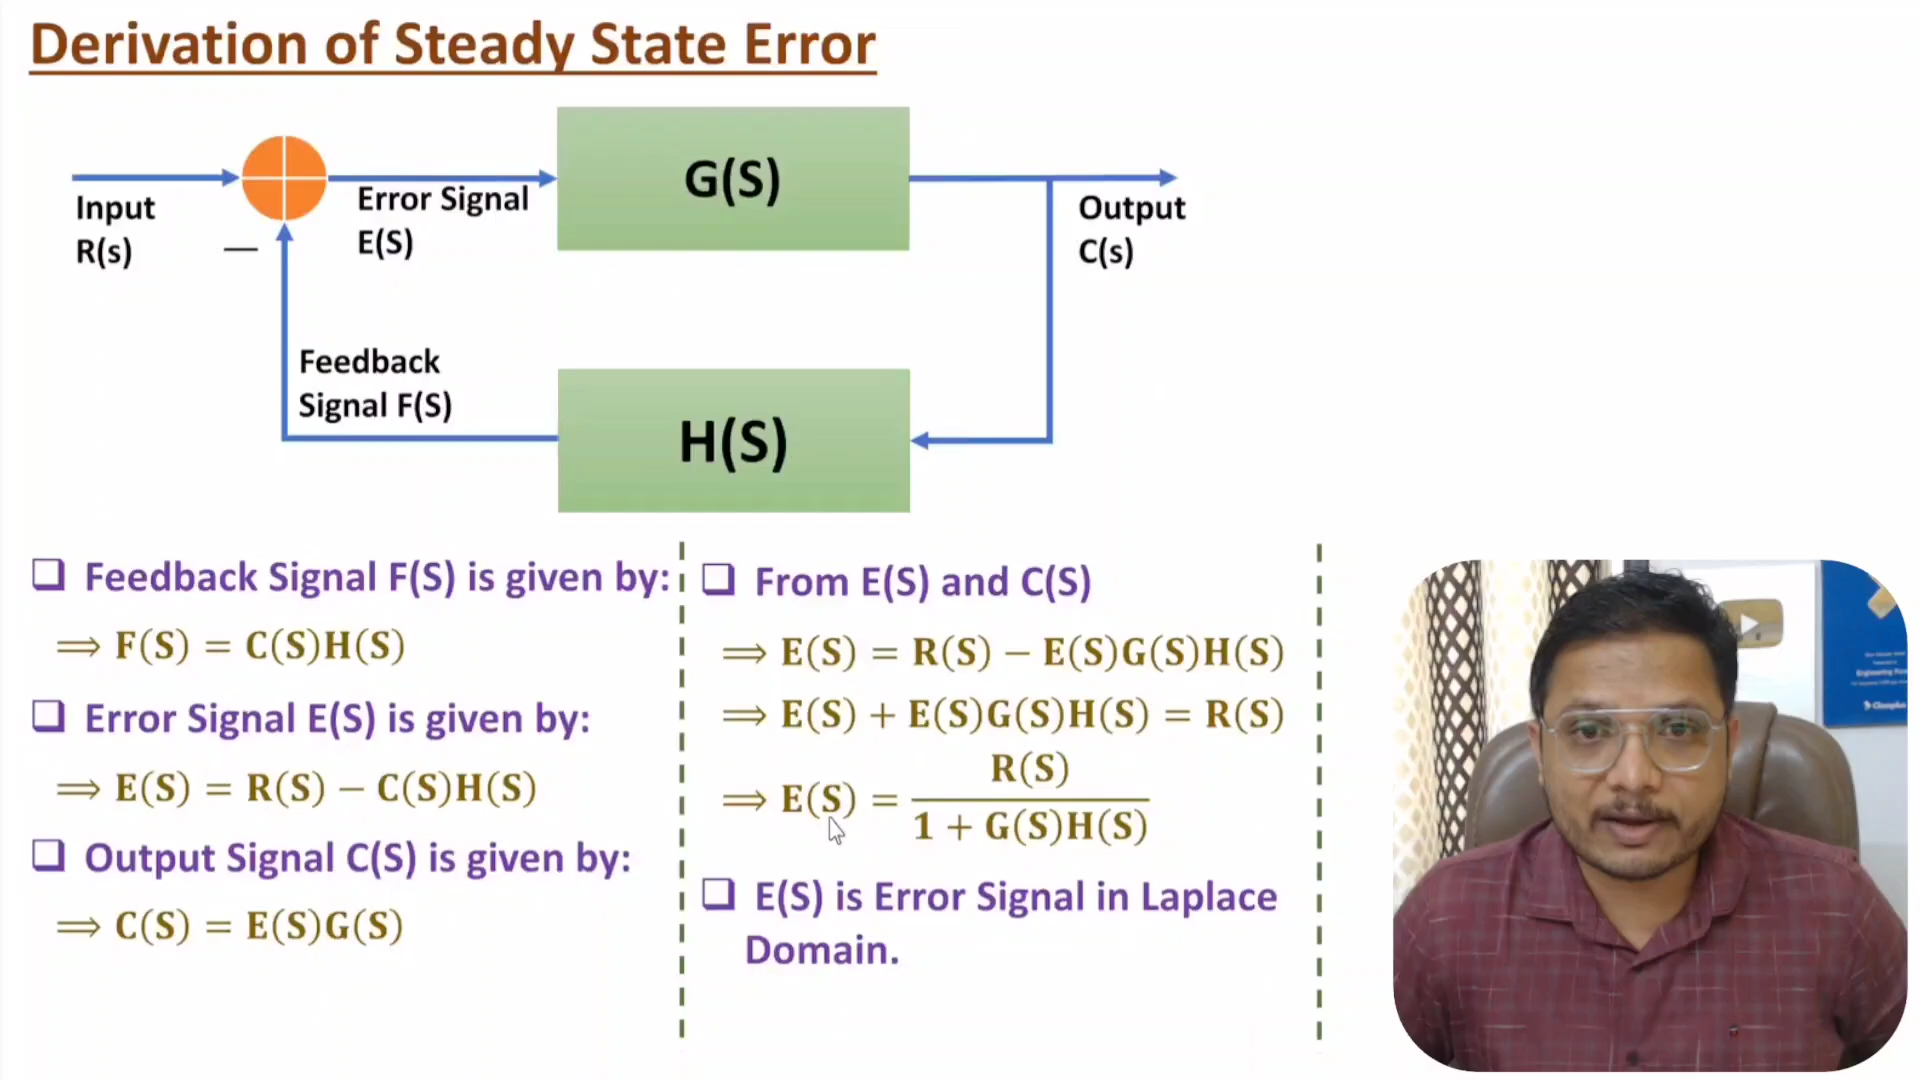 Derivation of Steady State Error
G(S)
Input
R(s)
—
Error Signal
E(S)
Output
C(s)
Feedback
Signal F(S)
H(S)
❑ Feedback Signal F(S) is given by:
⟹ F(S) = C(S)H(S)
❑ Error Signal E(S) is given by:
⟹ E(S) = R(S) − C(S)H(S)
❑ Output Signal C(S) is given by:
⟹ C(S) = E(S)G(S)
❑ From E(S) and C(S)
⟹ E(S) = R(S) − E(S)G(S)H(S)
⟹ E(S) + E(S)G(S)H(S) = R(S)
⟹ E(S) = R(S) / 1 + G(S)H(S)
❑ E(S) is Error Signal in Laplace
Domain.